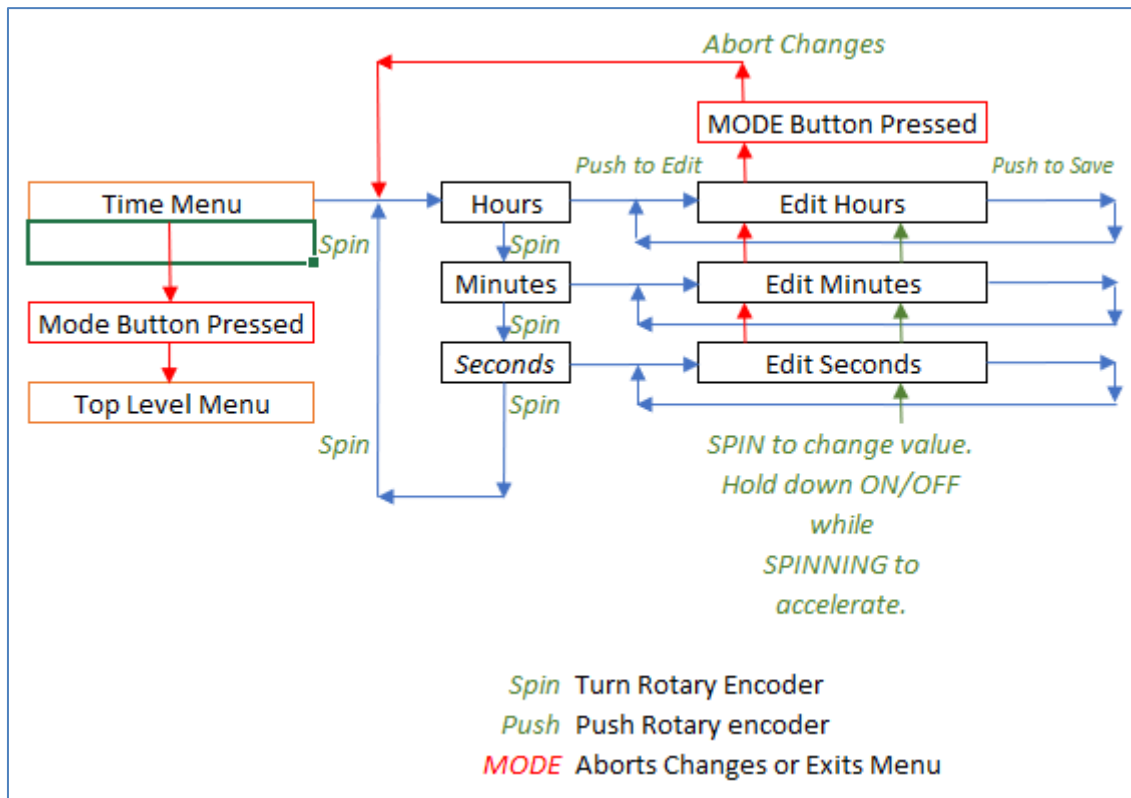 Abort Changes
MODE Button Pressed
Push to Edit
Push to Save
Time Menu
Hours
Edit Hours
Spin
Spin
Minutes
Edit Minutes
Mode Button Pressed
Spin
Seconds
Edit Seconds
Top Level Menu
Spin
Spin
SPIN to change value.
Hold down ON/OFF
while
SPINNING to
accelerate.
Spin Turn Rotary Encoder
Push Push Rotary encoder
MODE Aborts Changes or Exits Menu